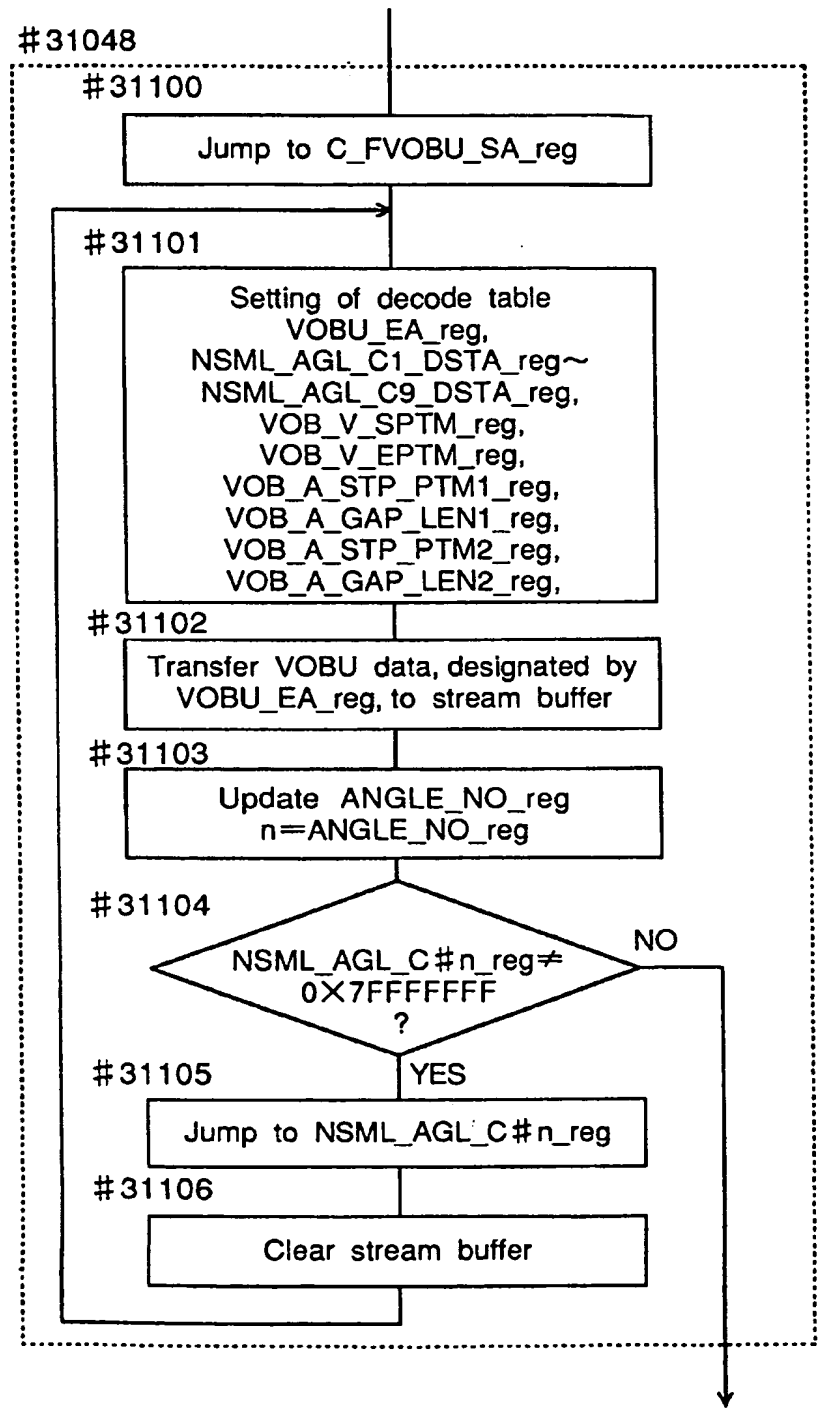 #31048
#31100
Jump to C_FVOBU_SA_reg
#31101
Setting of decode table
VOBU_EA_reg,
NSML_AGL_C1_DSTA_reg~
NSML_AGL_C9_DSTA_reg,
VOB_V_SPTM_reg,
VOB_V_EPTM_reg,
VOB_A_STP_PTM1_reg,
VOB_A_GAP_LEN1_reg,
VOB_A_STP_PTM2_reg,
VOB_A_GAP_LEN2_reg,
#31102
Transfer VOBU data, designated by
VOBU_EA_reg, to stream buffer
#31103
Update ANGLE_NO_reg
n=ANGLE_NO_reg
#31104
NO
NSML_AGL_C#n_reg≠
0X7FFFFFFF
?
#31105
YES
Jump to NSML_AGL_C#n_reg
#31106
Clear stream buffer